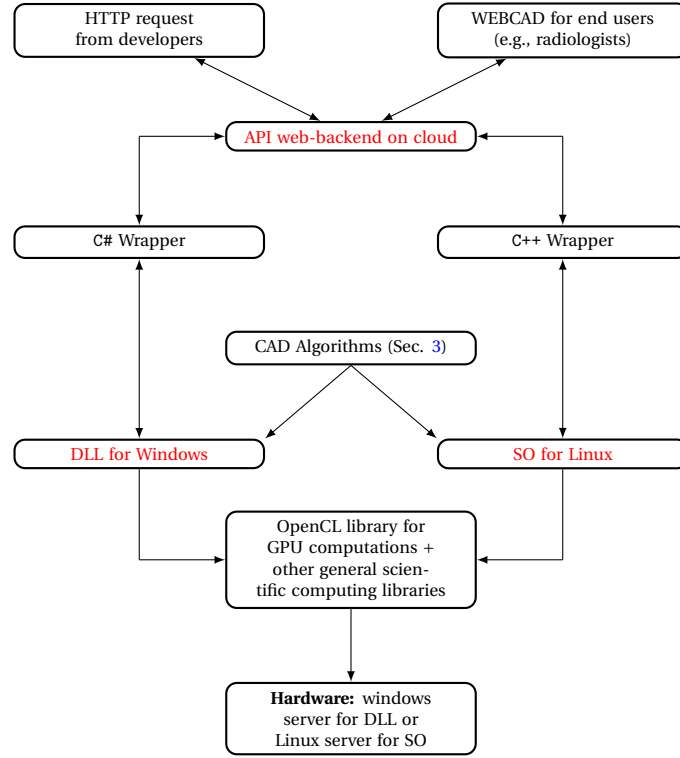 HTTP request
from developers
WEBCAD for end users
(e.g., radiologists)
API web-backend on cloud
C# Wrapper
C++ Wrapper
CAD Algorithms (Sec. 3)
DLL for Windows
SO for Linux
OpenCL library for
GPU computations +
other general scien-
tific computing libraries
Hardware: windows
server for DLL or
Linux server for SO